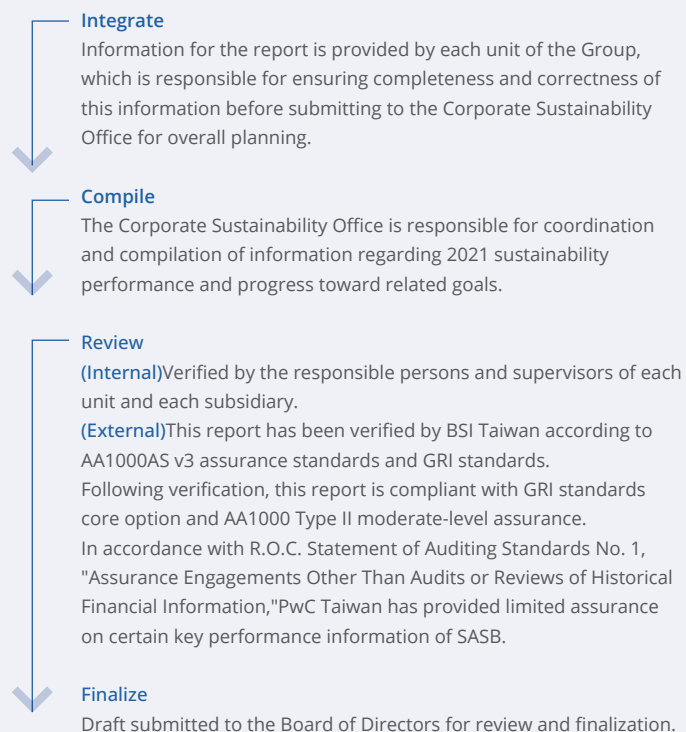 Integrate
Information for the report is provided by each unit of the Group,
which is responsible for ensuring completeness and correctness of
this information before submitting to the Corporate Sustainability
Office for overall planning.
Compile
The Corporate Sustainability Office is responsible for coordination
and compilation of information regarding 2021 sustainability
performance and progress toward related goals.
Review
(Internal)Verified by the responsible persons and supervisors of each
unit and each subsidiary.
(External)This report has been verified by BSI Taiwan according to
AA1000AS v3 assurance standards and GRI standards.
Following verification, this report is compliant with GRI standards
core option and AA1000 Type II moderate-level assurance.
In accordance with R.O.C. Statement of Auditing Standards No. 1,
"Assurance Engagements Other Than Audits or Reviews of Historical
Financial Information,"PwC Taiwan has provided limited assurance
on certain key performance information of SASB.
Finalize
Draft submitted to the Board of Directors for review and finalization.